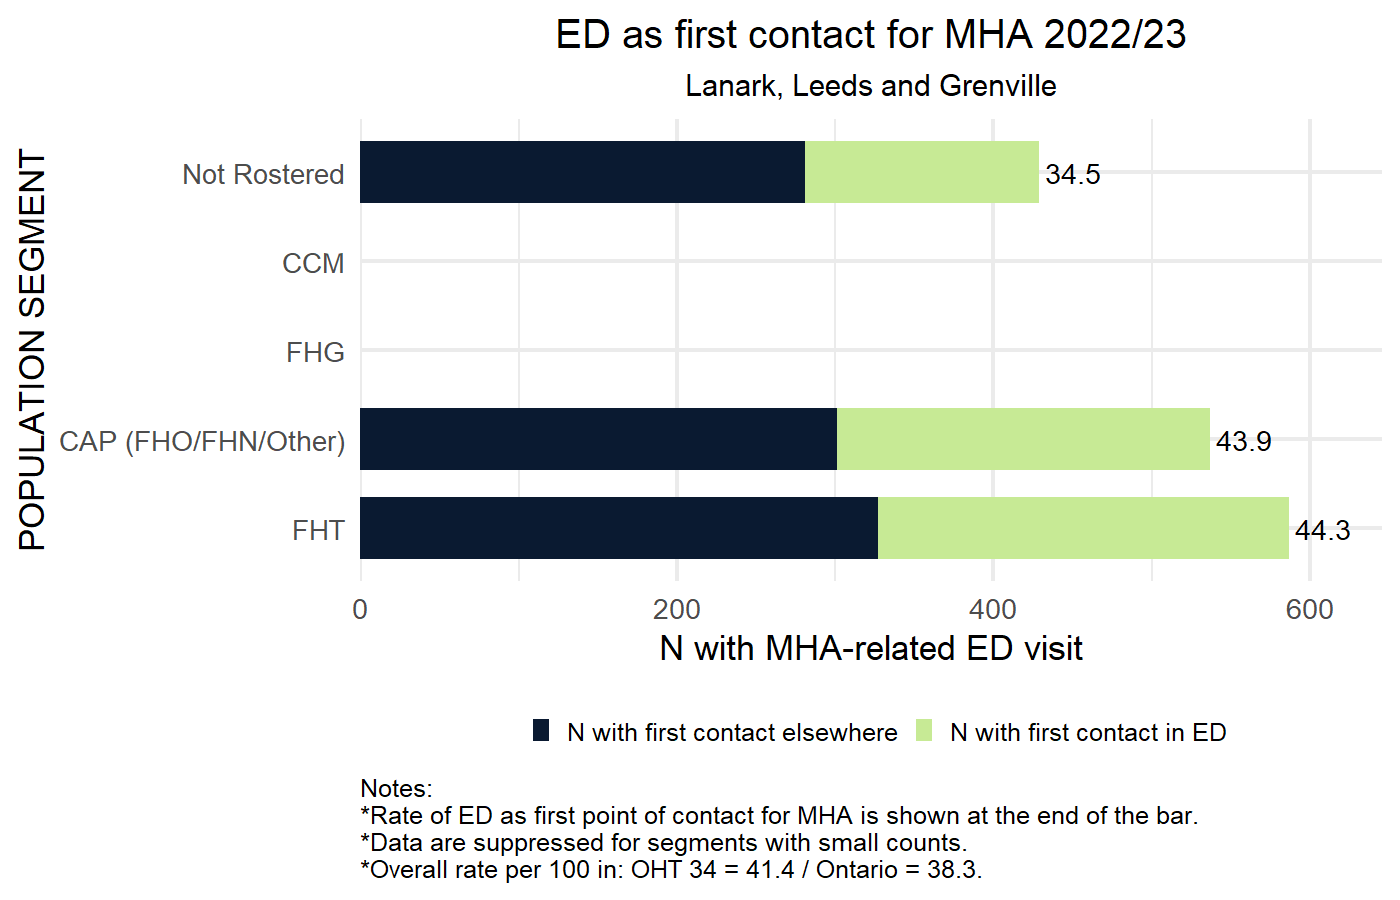 ED as first contact for MHA 2022/23
Lanark, Leeds and Grenville
POPULATION SEGMENT
Not Rostered
34.5
CCM
FHG
CAP (FHO/FHN/Other)
43.9
FHT
44.3
0
200
400
600
N with MHA-related ED visit
N with first contact elsewhere
N with first contact in ED
Notes:
*Rate of ED as first point of contact for MHA is shown at the end of the bar.
*Data are suppressed for segments with small counts.
*Overall rate per 100 in: OHT 34 = 41.4 / Ontario = 38.3.